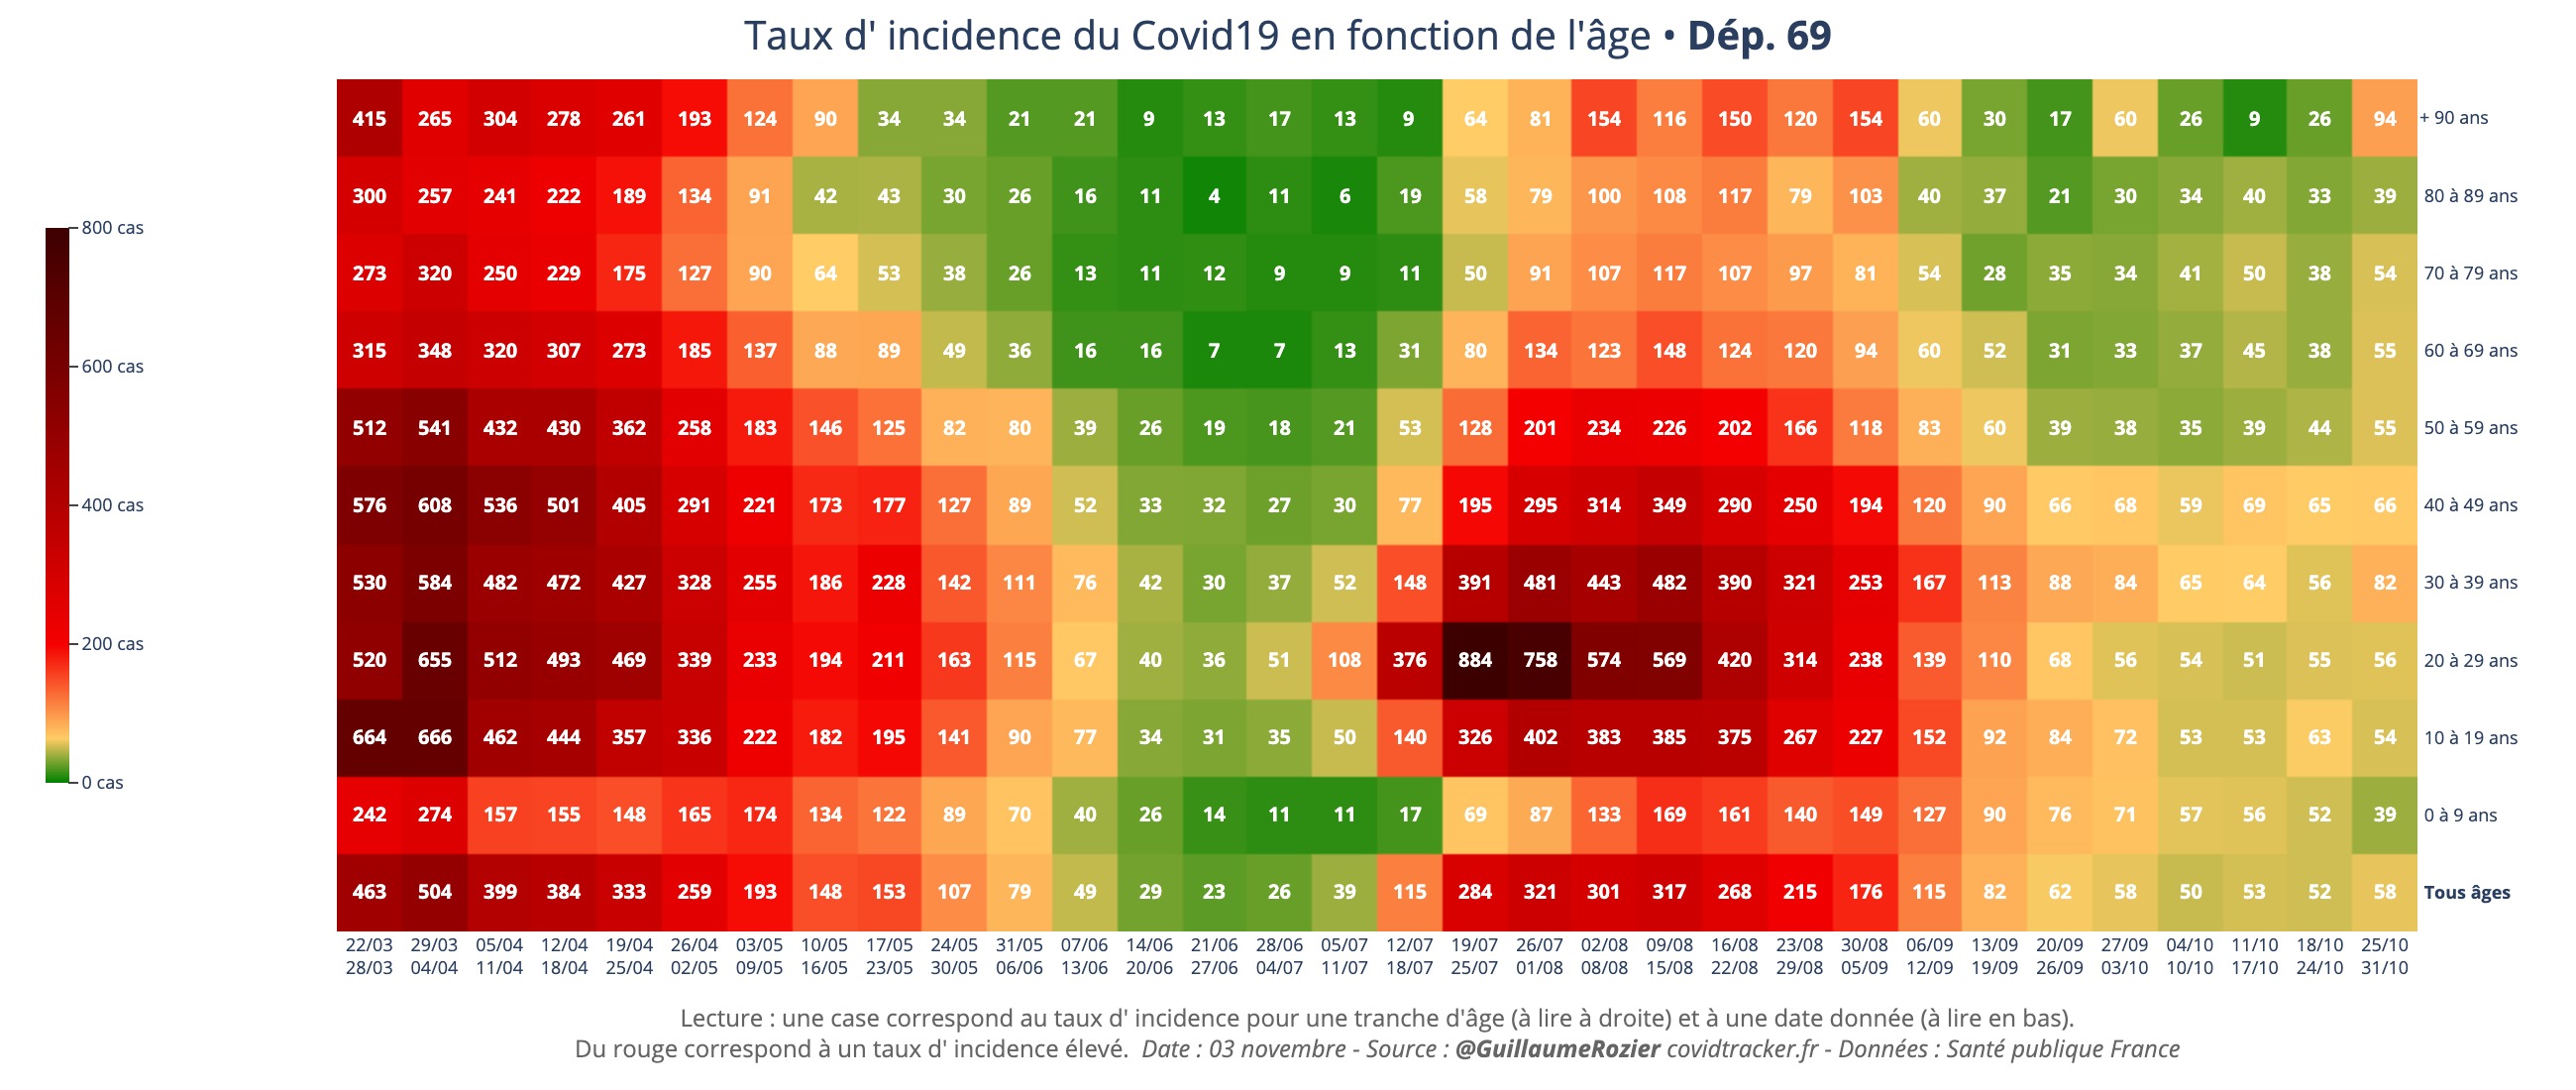 Taux d' incidence du Covid19 en fonction de l'âge • Dép. 69
800 cas
600 cas
400 cas
200 cas
0 cas
415 265 304 278 261 193 124 90 34 34 21 21 9 13 17 13 9 64 81 154 116 150 120 154 60 30 17 60 26 9 26 94 + 90 ans
300 257 241 222 189 134 91 42 43 30 26 16 11 4 11 6 19 58 79 100 108 117 79 103 40 37 21 30 34 40 33 39 80 à 89 ans
273 320 250 229 175 127 90 64 53 38 26 13 11 12 9 9 11 50 91 107 117 107 97 81 54 28 35 34 41 50 38 54 70 à 79 ans
315 348 320 307 273 185 137 88 89 49 36 16 16 7 7 13 31 80 134 123 148 124 120 94 60 52 31 33 37 45 38 55 60 à 69 ans
512 541 432 430 362 258 183 146 125 82 80 39 26 19 18 21 53 128 201 234 226 202 166 118 83 60 39 38 35 39 44 55 50 à 59 ans
576 608 536 501 405 291 221 173 177 127 89 52 33 32 27 30 77 195 295 314 349 290 250 194 120 90 66 68 59 69 65 66 40 à 49 ans
530 584 482 472 427 328 255 186 228 142 111 76 42 30 37 52 148 391 481 443 482 390 321 253 167 113 88 84 65 64 56 82 30 à 39 ans
520 655 512 493 469 339 233 194 211 163 115 67 40 36 51 108 376 884 758 574 569 420 314 238 139 110 68 56 54 51 55 56 20 à 29 ans
664 666 462 444 357 336 222 182 195 141 90 77 34 31 35 50 140 326 402 383 385 375 267 227 152 92 84 72 53 53 63 54 10 à 19 ans
242 274 157 155 148 165 174 134 122 89 70 40 26 14 11 11 17 69 87 133 169 161 140 149 127 90 76 71 57 56 52 39 0 à 9 ans
463 504 399 384 333 259 193 148 153 107 79 49 29 23 26 39 115 284 321 301 317 268 215 176 115 82 62 58 50 53 52 58 Tous âges
22/03 29/03 05/04 12/04 19/04 26/04 03/05 10/05 17/05 24/05 31/05 07/06 14/06 21/06 28/06 05/07 12/07 19/07 26/07 02/08 09/08 16/08 23/08 30/08 06/09 13/09 20/09 27/09 04/10 11/10 18/10 25/10
28/03 04/04 11/04 18/04 25/04 02/05 09/05 16/05 23/05 30/05 06/06 13/06 20/06 27/06 04/07 11/07 18/07 25/07 01/08 08/08 15/08 22/08 29/08 05/09 12/09 19/09 26/09 03/10 10/10 17/10 24/10 31/10
Lecture : une case correspond au taux d' incidence pour une tranche d'âge (à lire à droite) et à une date donnée (à lire en bas).
Du rouge correspond à un taux d' incidence élevé. Date : 03 novembre - Source : @GuillaumeRozier covidtracker.fr - Données : Santé publique France